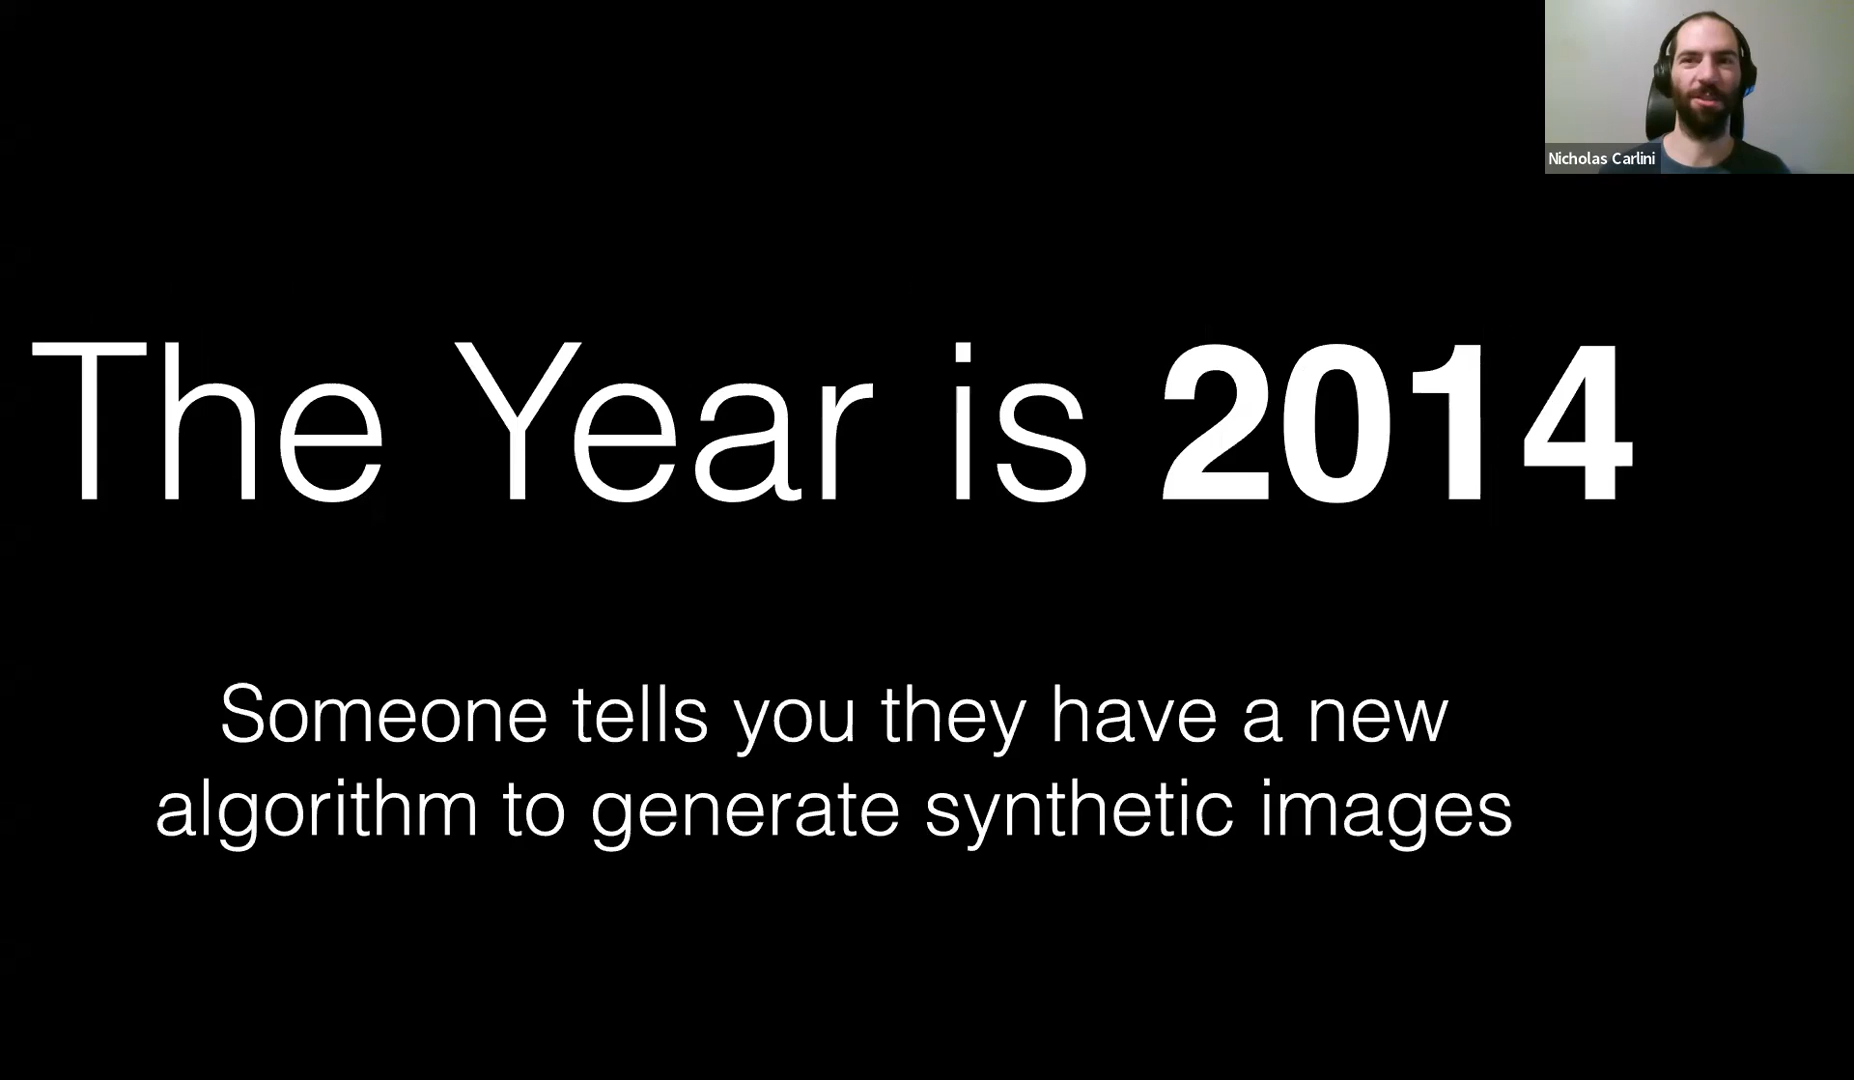 Nicholas Carlini
The Year is 2014
Someone tells you they have a new
algorithm to generate synthetic images